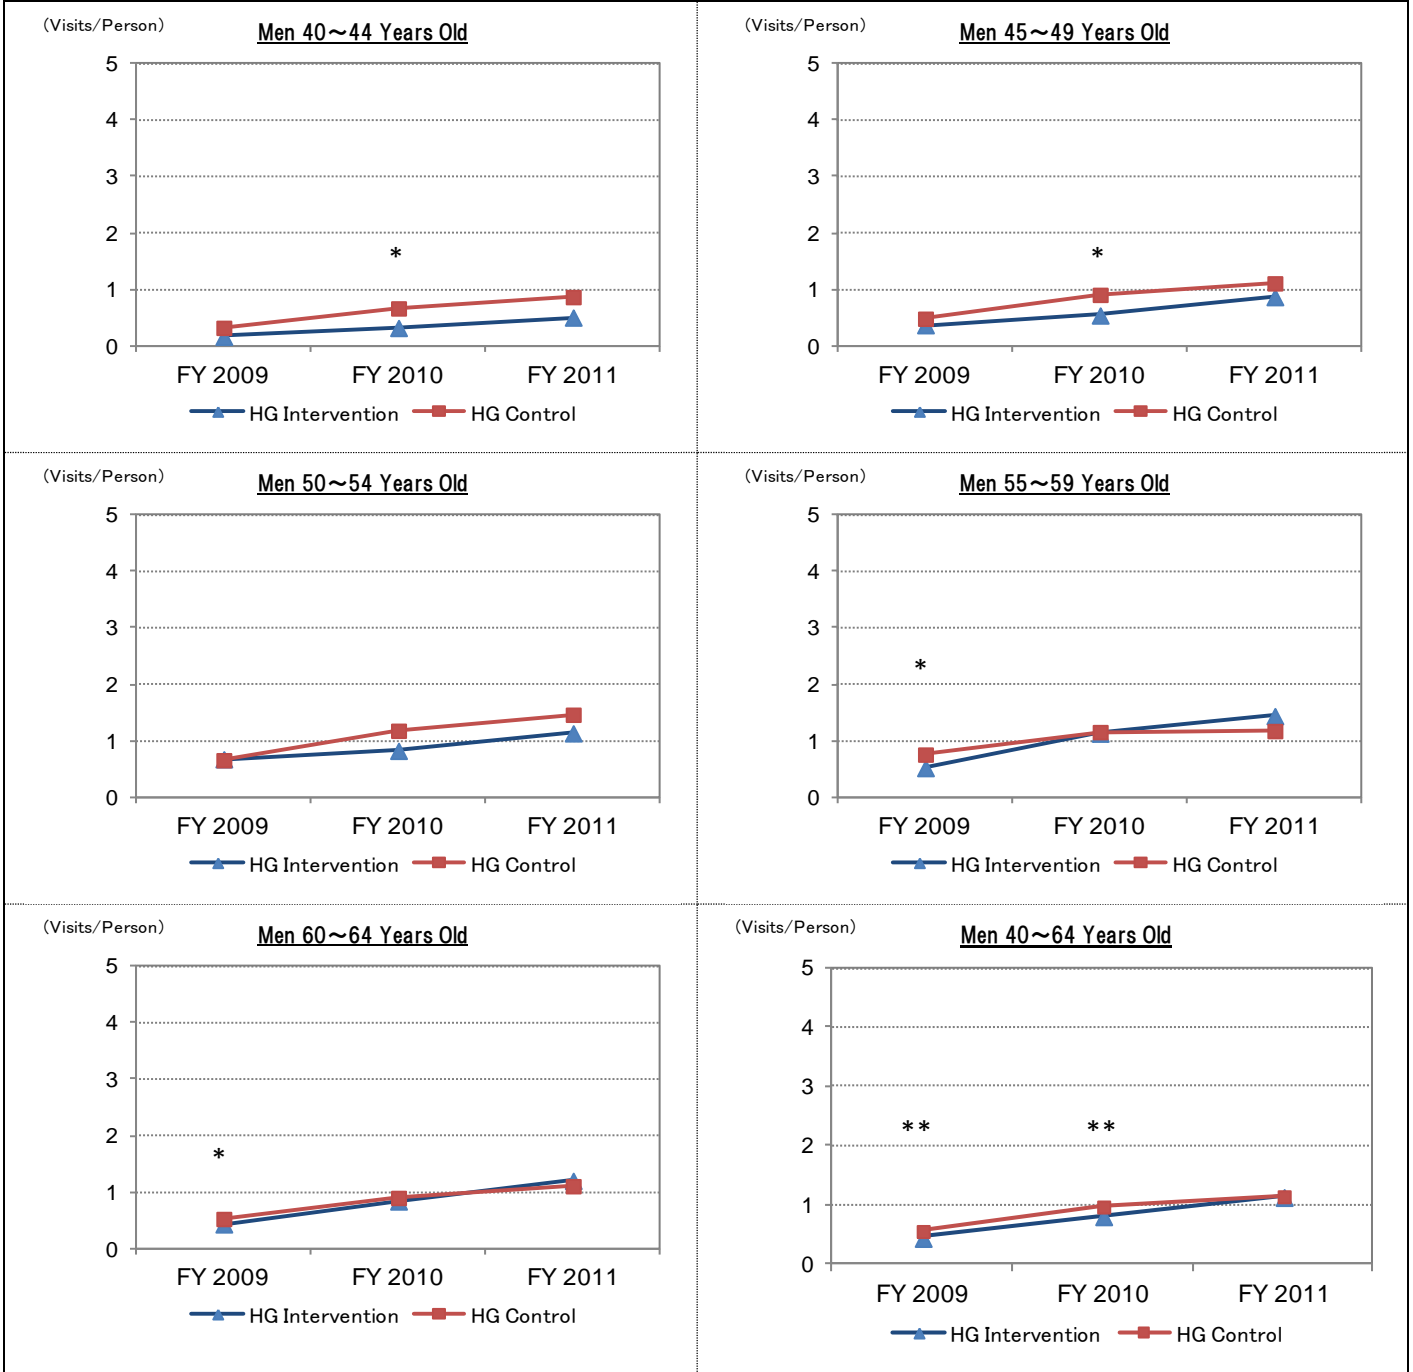 (Visits/Person)
Men 40~44 Years Old
5
4
3
2
*
1
0
FY 2009 FY 2010 FY 2011
HG Intervention HG Control
(Visits/Person)
Men 45~49 Years Old
5
4
3
2
*
1
0
FY 2009 FY 2010 FY 2011
HG Intervention HG Control
(Visits/Person)
Men 50~54 Years Old
5
4
3
2
1
0
FY 2009 FY 2010 FY 2011
HG Intervention HG Control
(Visits/Person)
Men 55~59 Years Old
5
4
3
*
2
1
0
FY 2009 FY 2010 FY 2011
HG Intervention HG Control
(Visits/Person)
Men 60~64 Years Old
5
4
3
2
*
1
0
FY 2009 FY 2010 FY 2011
HG Intervention HG Control
(Visits/Person)
Men 40~64 Years Old
5
4
3
** **
2
1
0
FY 2009 FY 2010 FY 2011
HG Intervention HG Control